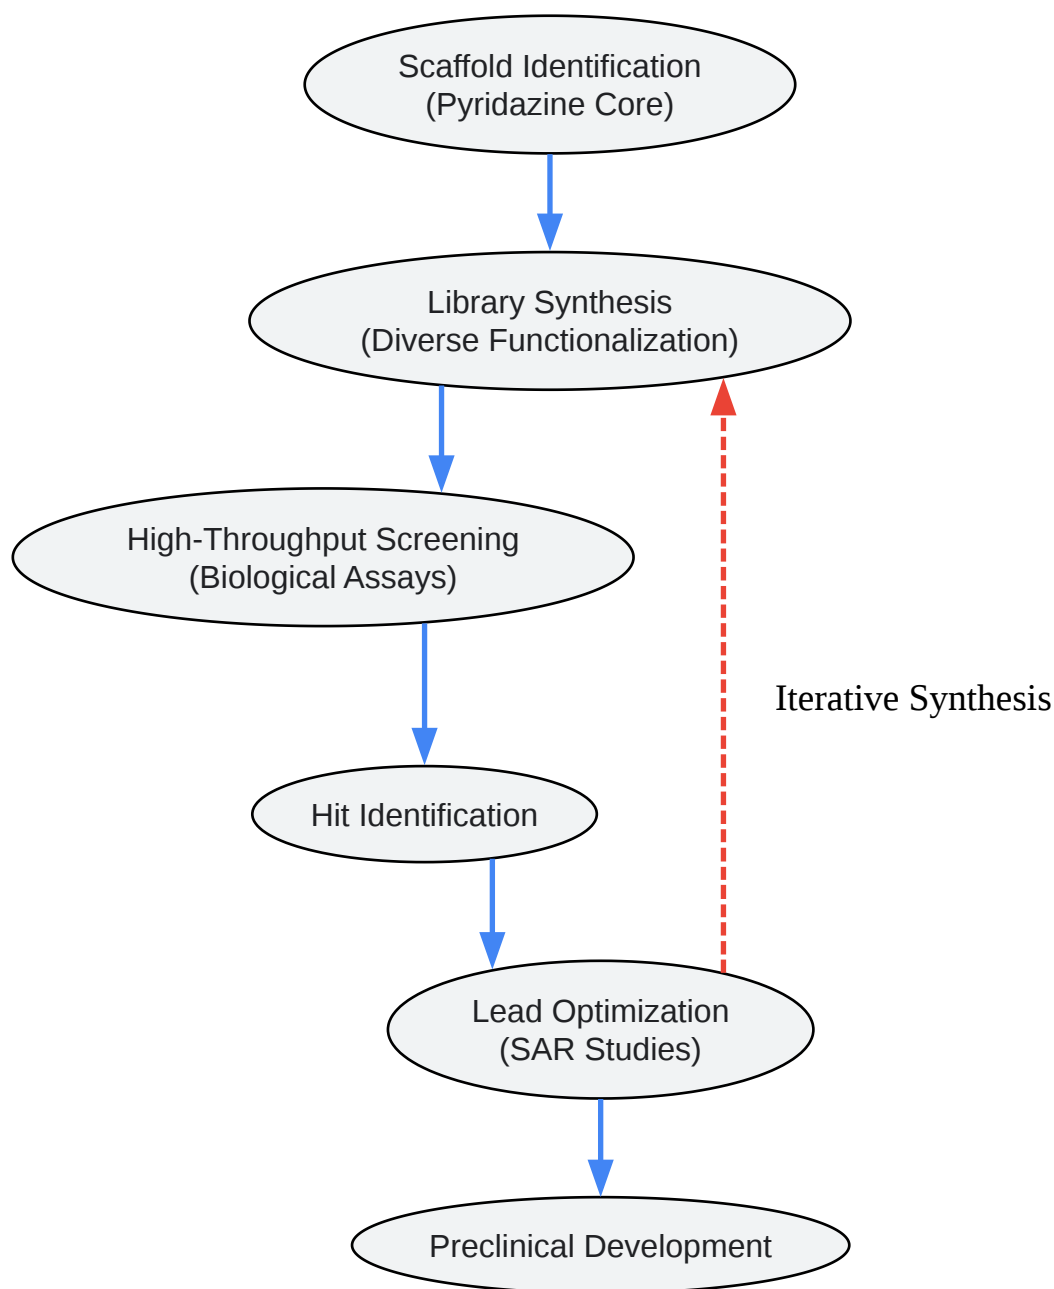 Scaffold Identification
(Pyridazine Core)
Library Synthesis
(Diverse Functionalization)
High-Throughput Screening
(Biological Assays)
Iterative Synthesis
Hit Identification
Lead Optimization
(SAR Studies)
Preclinical Development